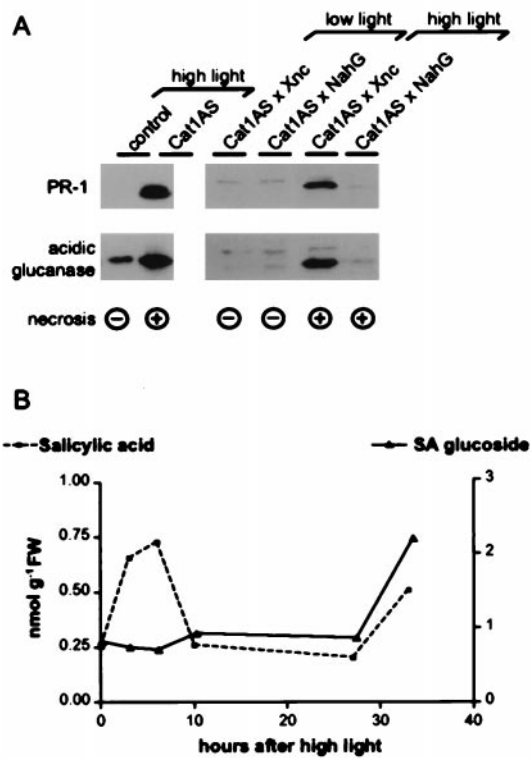 A
low light high light
high light
control Cat1AS Cat1AS x Xnc Cat1AS x NahG Cat1AS x Xnc Cat1AS x NahG
PR-1
acidic
glucanase
necrosis − + − − + +
B
Salicylic acid SA glucoside
1.00 3
0.75
2
0.50
1
0.25
0.00 0
nmol g-1FW
0 10 20 30 40
hours after high light